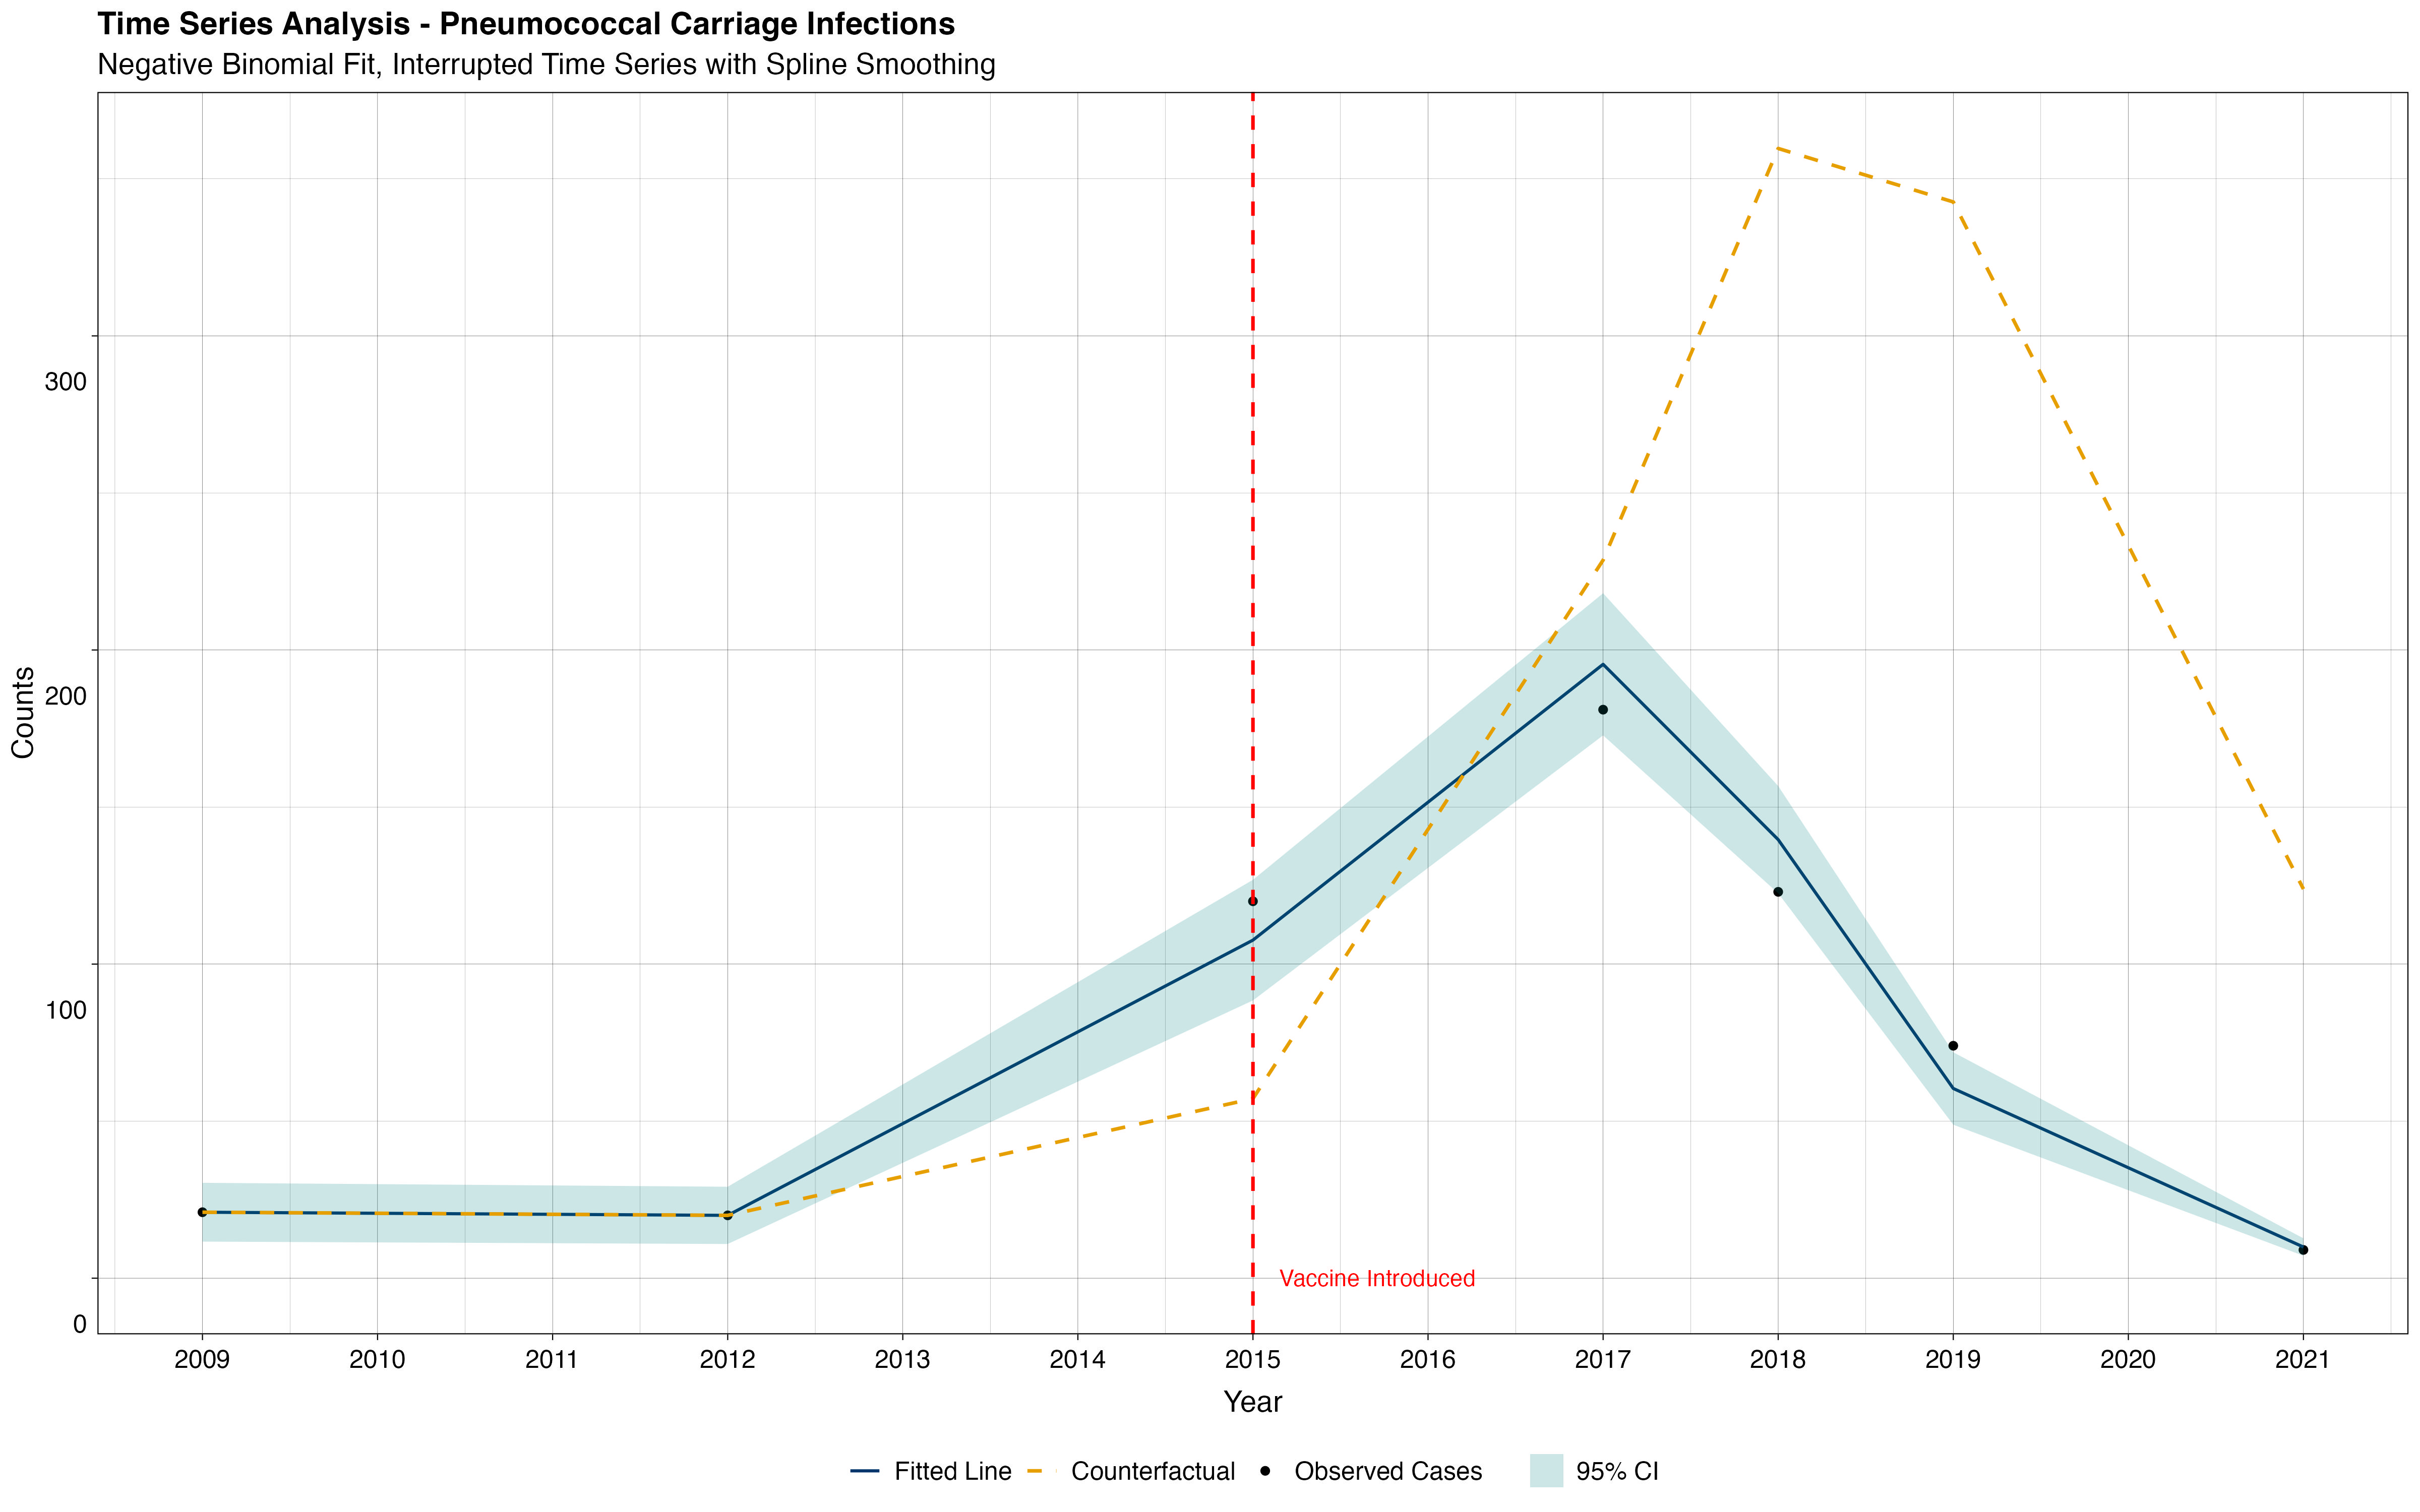 Time Series Analysis - Pneumococcal Carriage Infections
Negative Binomial Fit, Interrupted Time Series with Spline Smoothing
Counts
300
200
100
0
Vaccine Introduced
2009 2010 2011 2012 2013 2014 2015 2016 2017 2018 2019 2020 2021
Year
Fitted Line Counterfactual Observed Cases 95% CI